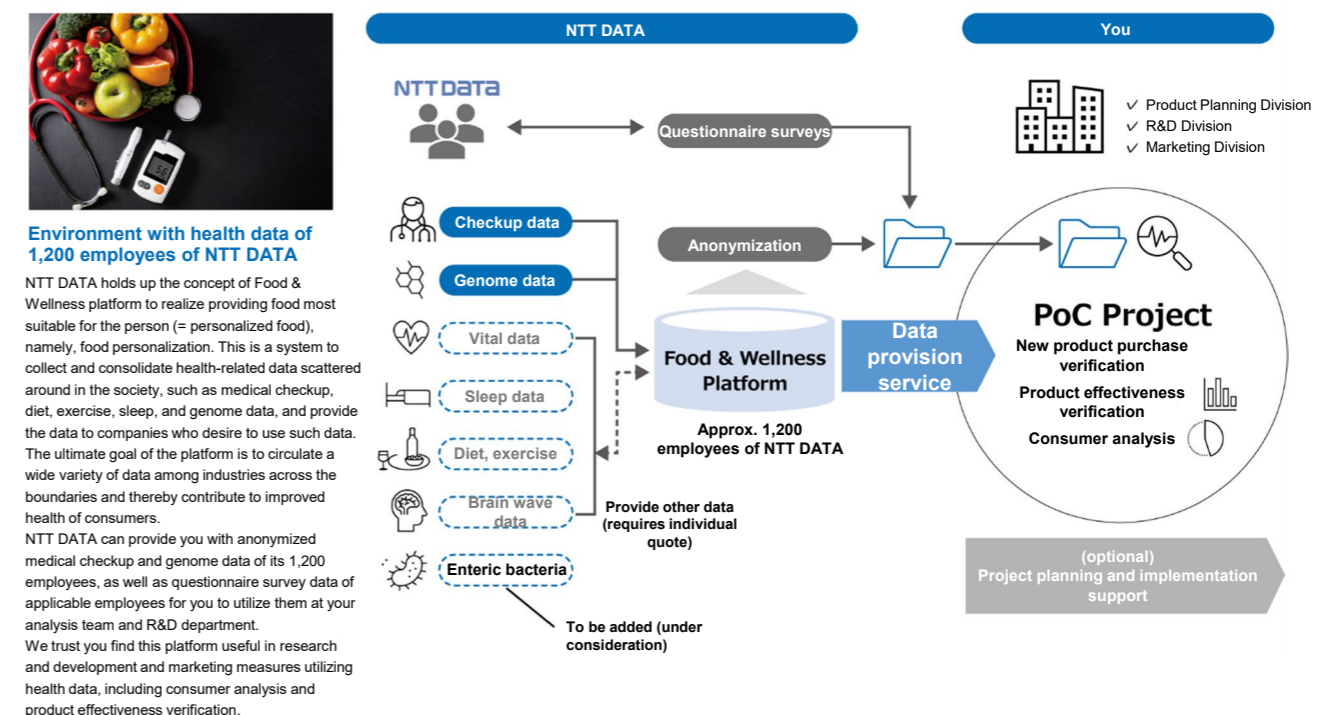 NTT DATA
You
NTT DATA
Questionnaire surveys
✓ Product Planning Division
✓ R&D Division
✓ Marketing Division
Environment with health data of
1,200 employees of NTT DATA
NTT DATA holds up the concept of Food &
Wellness platform to realize providing food most
suitable for the person (= personalized food),
namely, food personalization. This is a system to
collect and consolidate health-related data scattered
around in the society, such as medical checkup,
diet, exercise, sleep, and genome data, and provide
the data to companies who desire to use such data.
The ultimate goal of the platform is to circulate a
wide variety of data among industries across the
boundaries and thereby contribute to improved
health of consumers.
NTT DATA can provide you with anonymized
medical checkup and genome data of its 1,200
employees, as well as questionnaire survey data of
applicable employees for you to utilize them at your
analysis team and R&D department.
We trust you find this platform useful in research
and development and marketing measures utilizing
health data, including consumer analysis and
product effectiveness verification.
Checkup data
Genome data
Vital data
Sleep data
Diet, exercise
Brain wave
data
Enteric bacteria
Provide other data
(requires individual
quote)
To be added (under
consideration)
Anonymization
Food & Wellness
Platform
Approx. 1,200
employees of NTT DATA
Data
provision
service
PoC Project
New product purchase
verification
Product effectiveness
verification
Consumer analysis
(optional)
Project planning and implementation
support